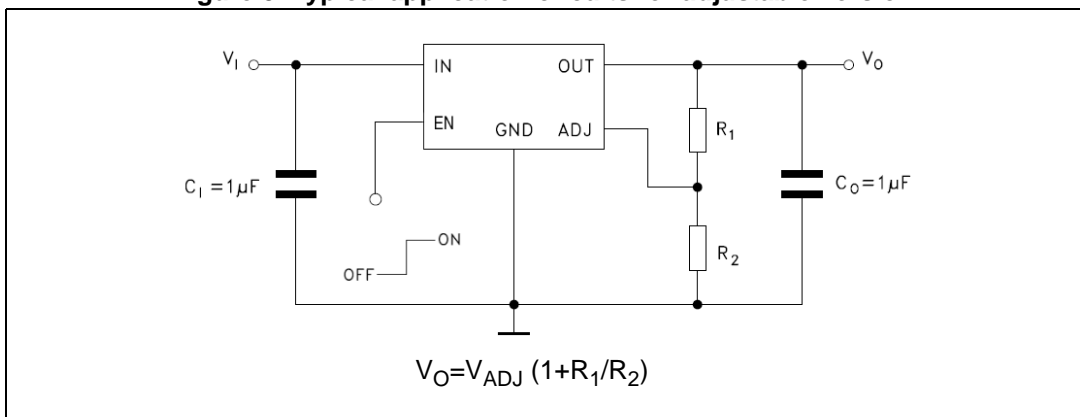 V_I
IN
OUT
V_O
EN
GND
ADJ
R_1
C_I =1µF
C_O=1µF
ON
OFF
R_2
V_O=V_ADJ (1+R_1/R_2)